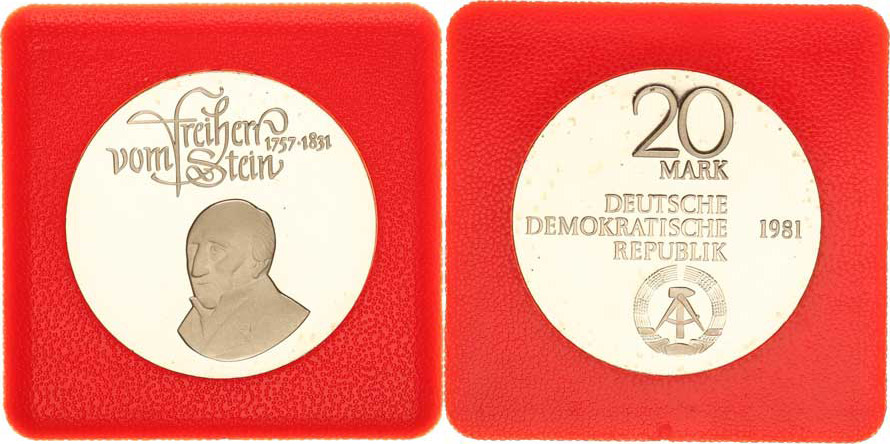 Freiherr
1757·1831
vom Stein
20
MARK
DEUTSCHE
DEMOKRATISCHE
REPUBLIK
1981